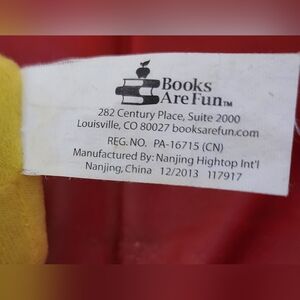 Books
Are Fun™
282 Century Place, Suite 2000
Louisville, CO 80027 booksarefun.com
REG. NO. PA-16715 (CN)
Manufactured By: Nanjing Hightop Int'l
Nanjing, China 12/2013 117917